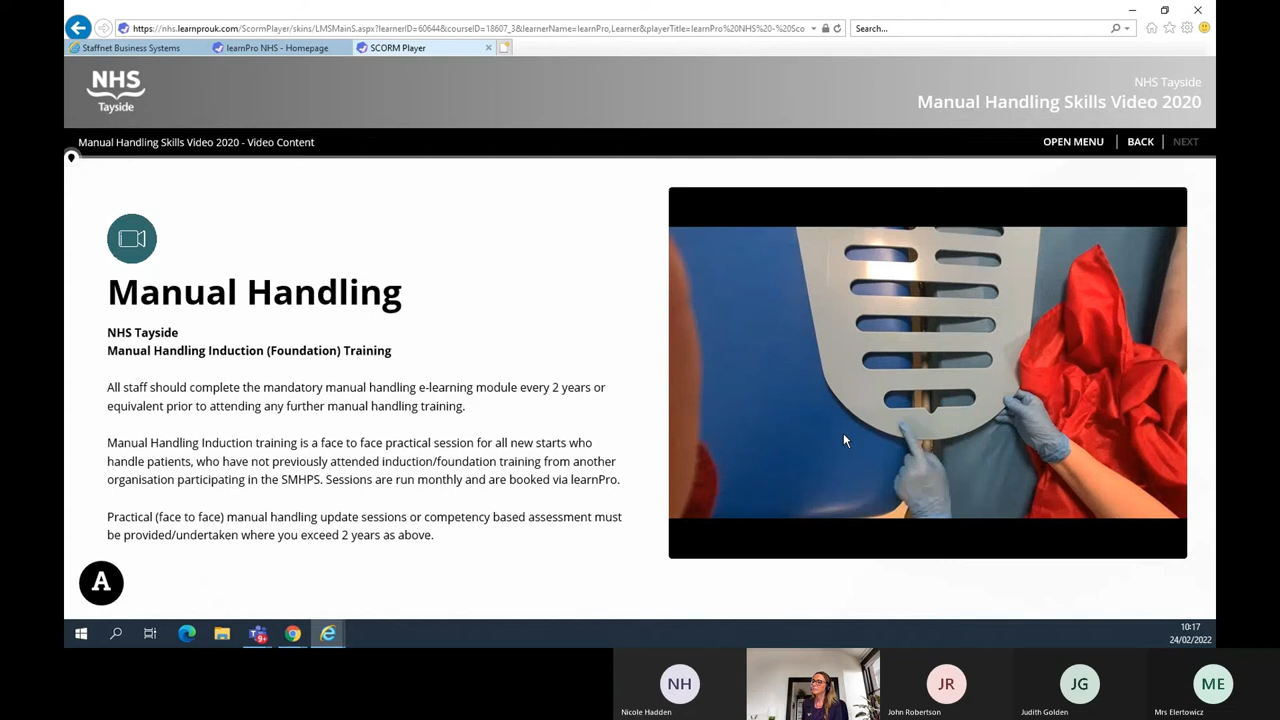 https://nhs.learnprouk.com/ScormPlayer/skins/LMSMainS.aspx?learnerID=60644&courseID=18607_3&learnerName=learnPro,Learner&playerTitle=learnPro%20NHS%20-%20Sco
Search...
Staffnet Business Systems
learnPro NHS - Homepage
SCORM Player
NHS
Tayside
NHS Tayside
Manual Handling Skills Video 2020
Manual Handling Skills Video 2020 - Video Content
OPEN MENU
BACK
NEXT
Manual Handling
NHS Tayside
Manual Handling Induction (Foundation) Training
All staff should complete the mandatory manual handling e-learning module every 2 years or
equivalent prior to attending any further manual handling training.
Manual Handling Induction training is a face to face practical session for all new starts who
handle patients, who have not previously attended induction/foundation training from another
organisation participating in the SMHPS. Sessions are run monthly and are booked via learnPro.
Practical (face to face) manual handling update sessions or competency based assessment must
be provided/undertaken where you exceed 2 years as above.
A
9+
10:17
24/02/2022
NH
JR
JG
ME
Nicole Hadden
John Robertson
Judith Golden
Mrs Elertowicz